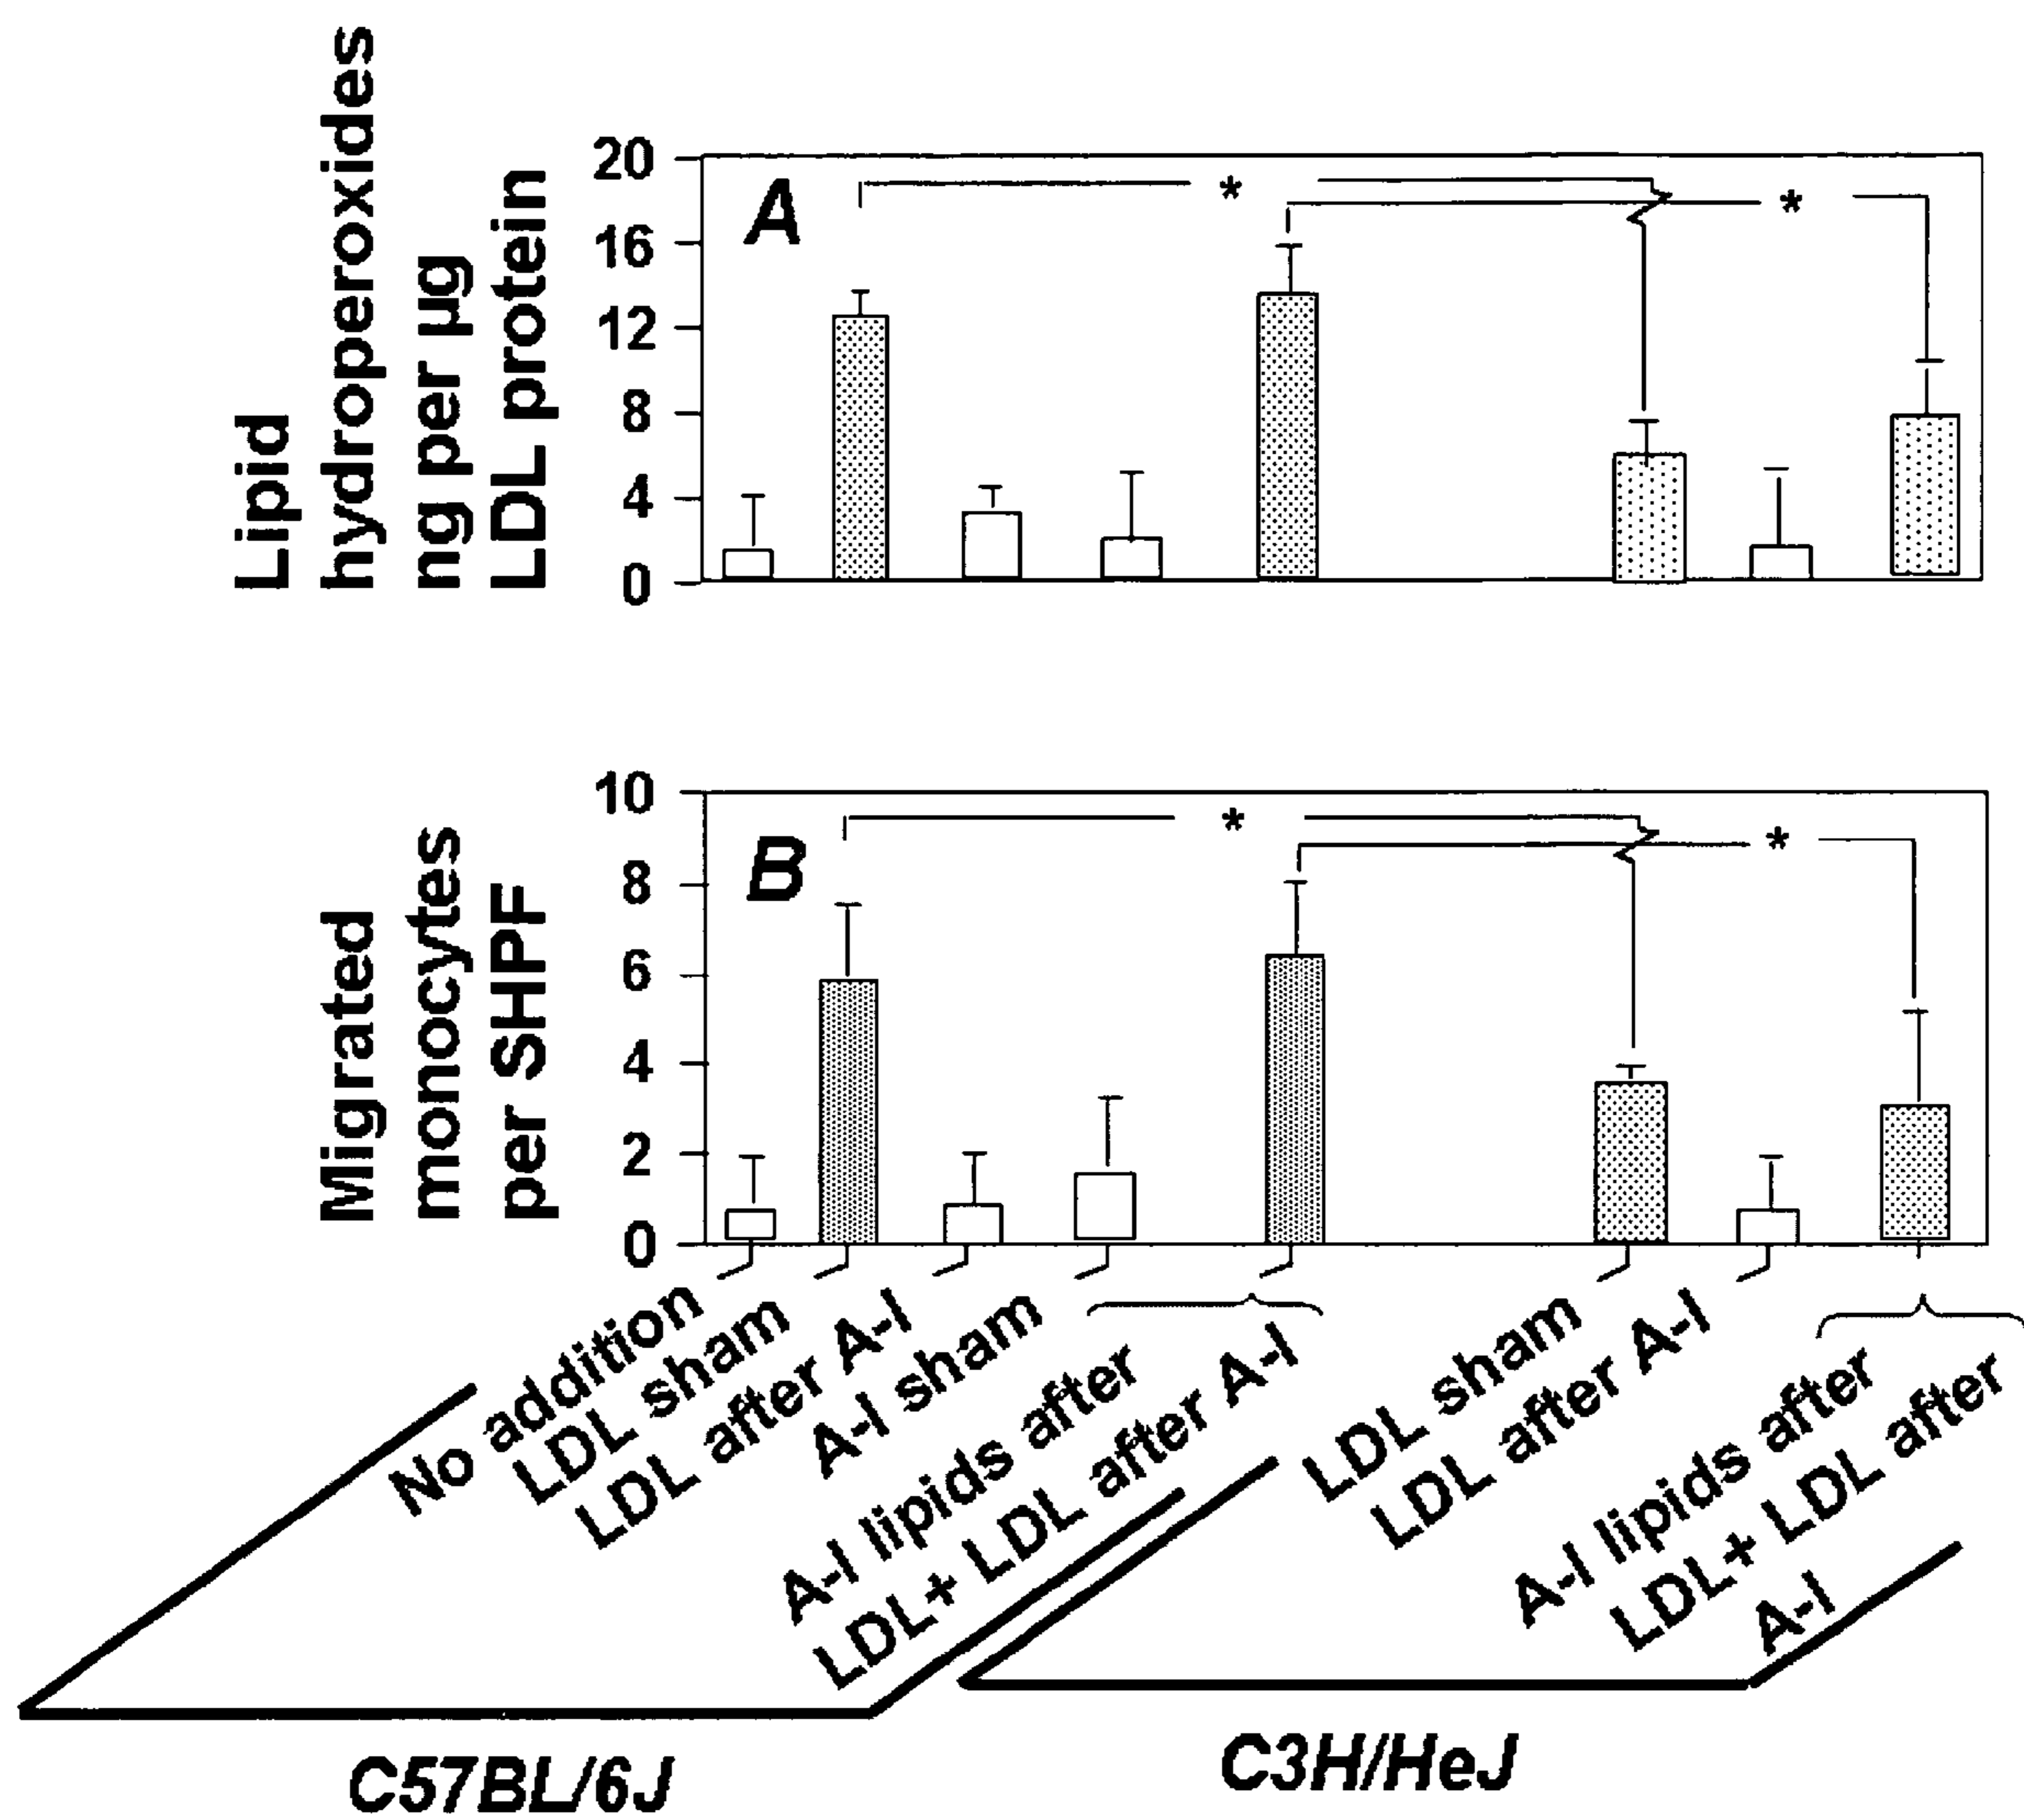 Lipid
hydroperoxides
ng per µg
LDL protein
20
16
12
8
4
0
A
*
*
Migrated
monocytes
per SHPF
10
8
6
4
2
0
B
*
*
No addition
LDL sham
LDL after A-I
A-I sham
A-I lipids after
LDL+ LDL after A-I
LDL sham
LDL after A-I
A-I lipids after
LDL+ LDL after
A-I
C57BL/6J
C3H/HeJ